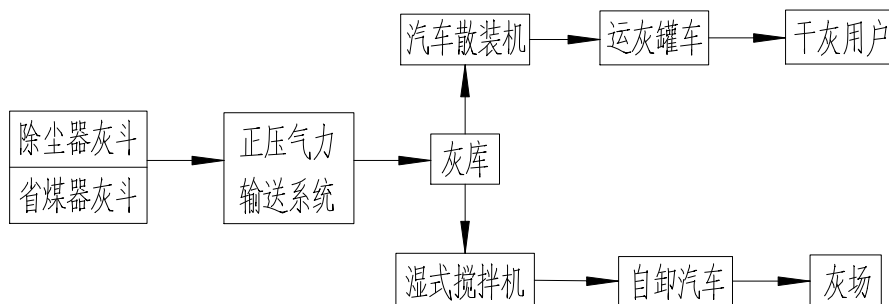 汽车散装机
运灰罐车
干灰用户
除尘器灰斗
省煤器灰斗
正压气力
输送系统
灰库
湿式搅拌机
自卸汽车
灰场